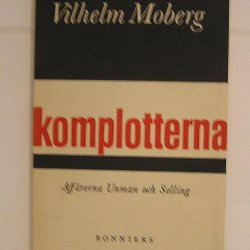 Vilhelm Moberg
komplotterna
Affärerna Unman och Selling
BONNIERS